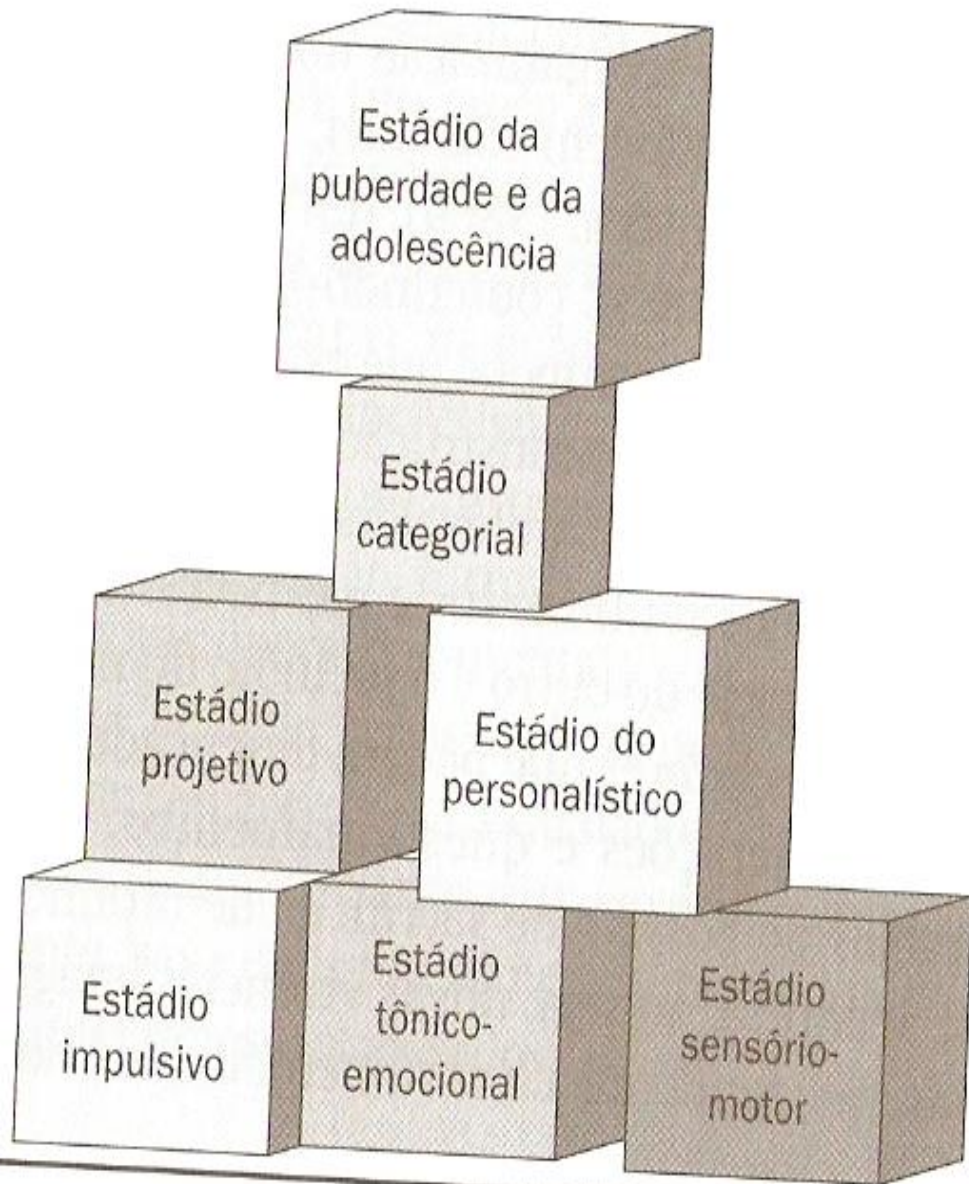 Estádio da
puberdade e da
adolescência
Estádio
categorial
Estádio
projetivo
Estádio do
personalístico
Estádio
impulsivo
Estádio
tônico-
emocional
Estádio
sensório-
motor